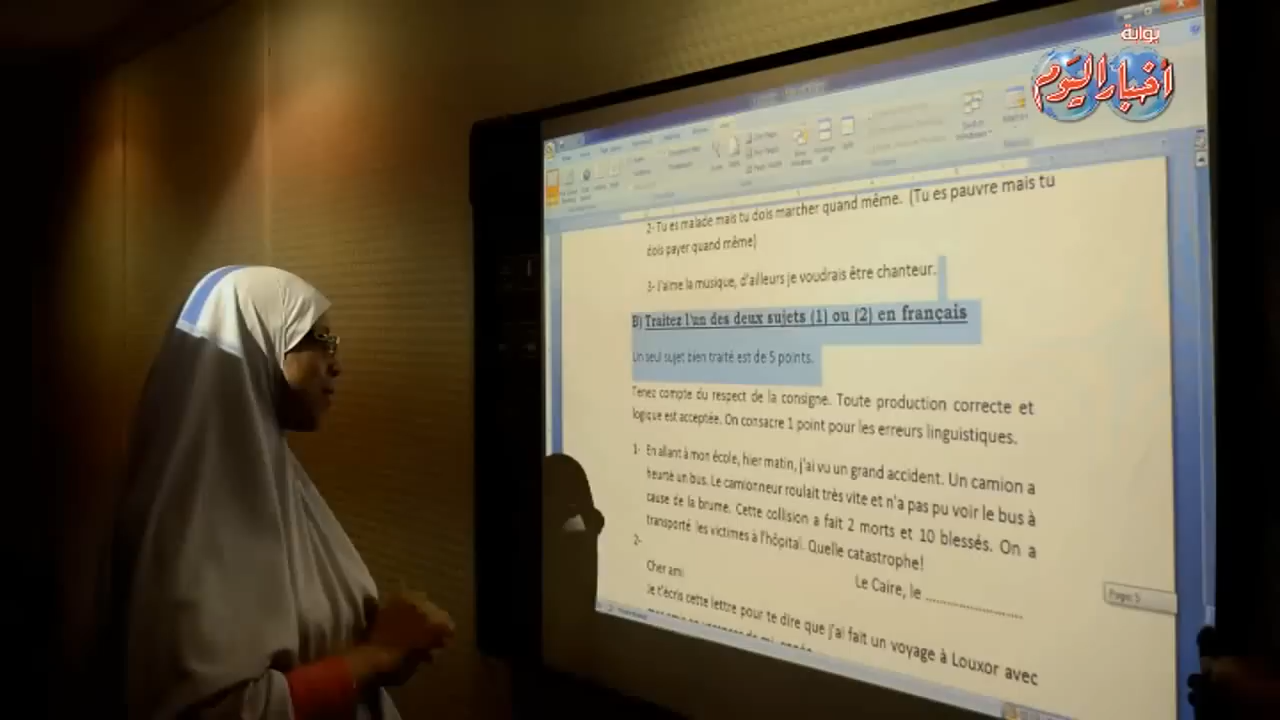 بوابة
أخبار اليوم
2- Tu es malade mais tu dois marcher quand même. (Tu es pauvre mais tu
dois payer quand même)
3- J'aime la musique, d'ailleurs je voudrais être chanteur.
B) Traitez l'un des deux sujets (1) ou (2) en français
Un seul sujet bien traité est de 5 points.
Tenez compte du respect de la consigne. Toute production correcte et
logique est acceptée. On consacre 1 point pour les erreurs linguistiques.
1- En allant à mon école, hier matin, j'ai vu un grand accident. Un camion a
heurté un bus. Le camionneur roulait très vite et n'a pas pu voir le bus à
cause de la brume. Cette collision a fait 2 morts et 10 blessés. On a
transporté les victimes à l'hôpital. Quelle catastrophe!
2-
Le Caire, le ......................
Cher ami
Je t'écris cette lettre pour te dire que j'ai fait un voyage à Louxor avec
Page: 5